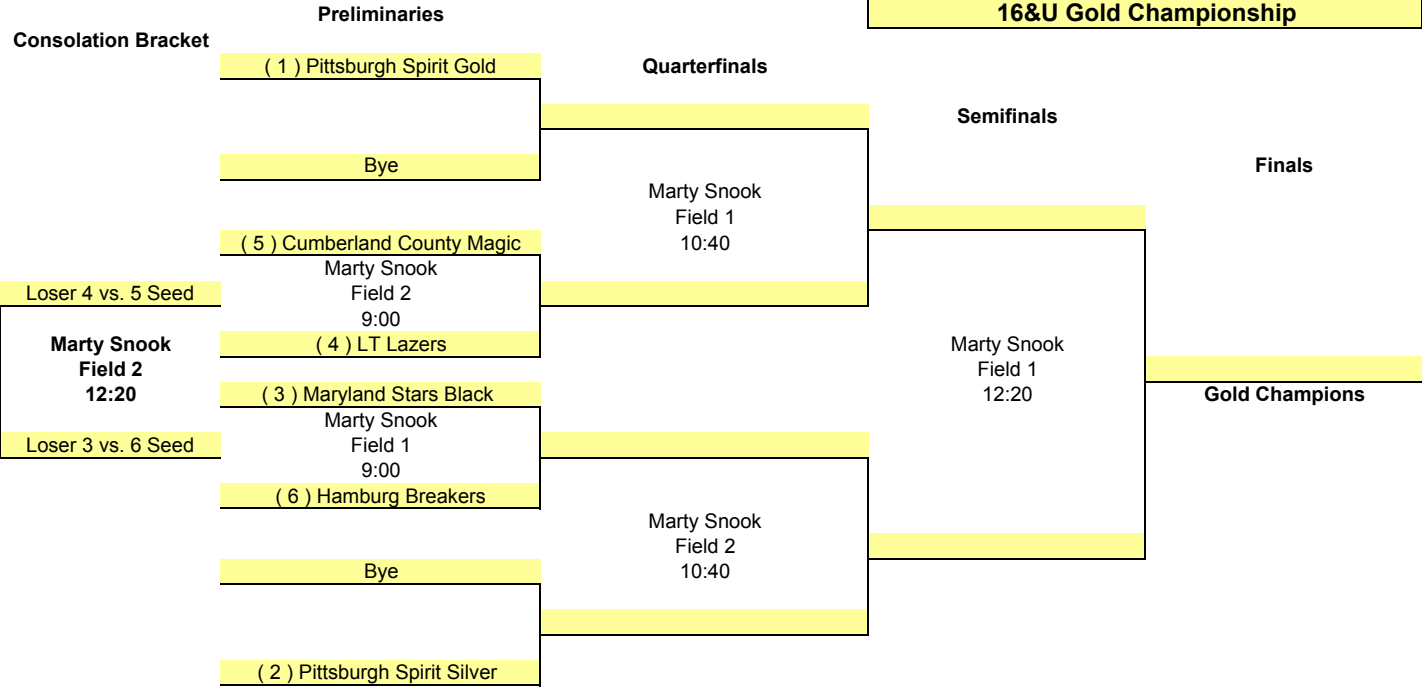 Preliminaries
16&U Gold Championship
Consolation Bracket
( 1 ) Pittsburgh Spirit Gold
Quarterfinals
Semifinals
Bye
Finals
Marty Snook
Field 1
10:40
( 5 ) Cumberland County Magic
Marty Snook
Field 2
9:00
Loser 4 vs. 5 Seed
( 4 ) LT Lazers
Marty Snook
Field 2
12:20
Marty Snook
Field 1
12:20
( 3 ) Maryland Stars Black
Gold Champions
Marty Snook
Field 1
9:00
Loser 3 vs. 6 Seed
( 6 ) Hamburg Breakers
Marty Snook
Field 2
10:40
Bye
( 2 ) Pittsburgh Spirit Silver